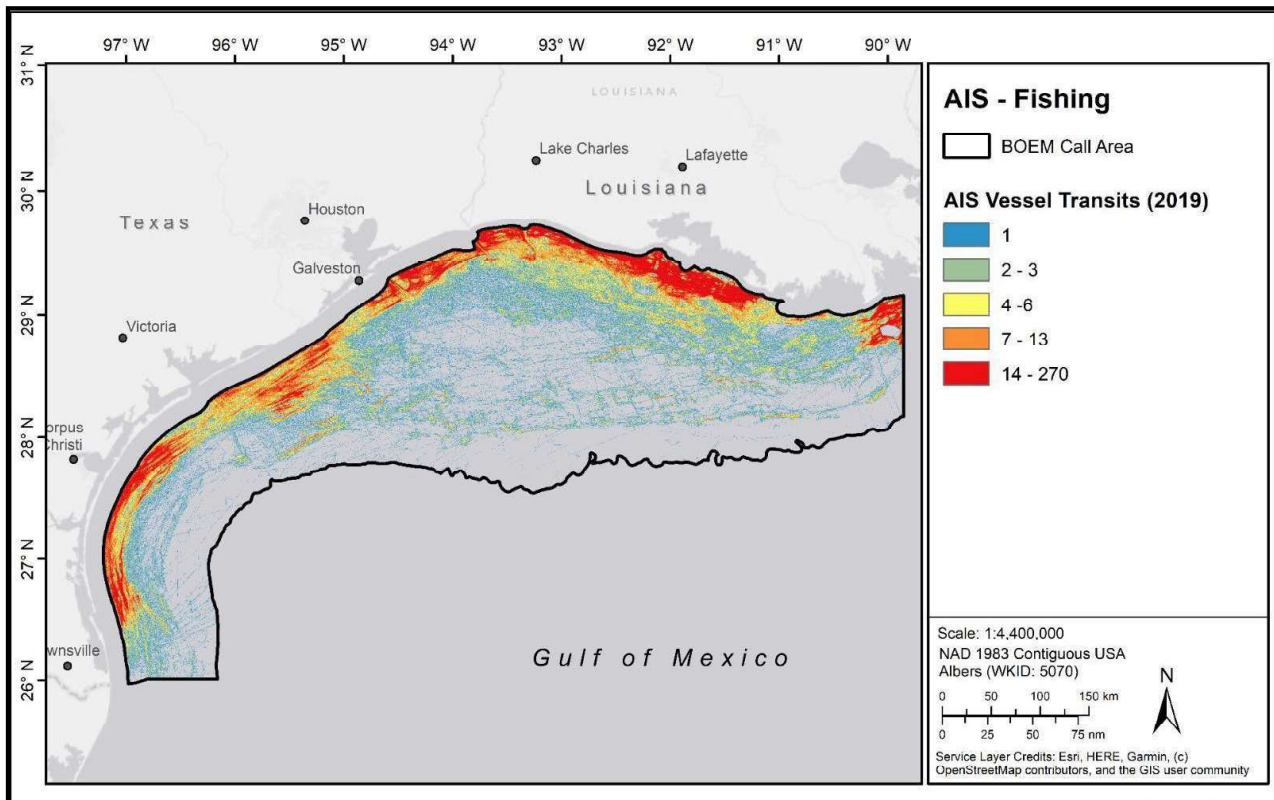 97° W 96° W 95° W 94° W 93° W 92° W 91° W 90° W
31° N
30° N
29° N
28° N
27° N
26° N
LOUISIANA
Lake Charles
Lafayette
Louisiana
Texas
Houston
Galveston
Victoria
orpus
Christi
wnsville
Gulf of Mexico
AIS - Fishing
BOEM Call Area
AIS Vessel Transits (2019)
1
2 - 3
4 - 6
7 - 13
14 - 270
Scale: 1:4,400,000
NAD 1983 Contiguous USA
Albers (WKID: 5070)
N
0 50 100 150 km
0 25 50 75 nm
Service Layer Credits: Esri, HERE, Garmin, (c)
OpenStreetMap contributors, and the GIS user community